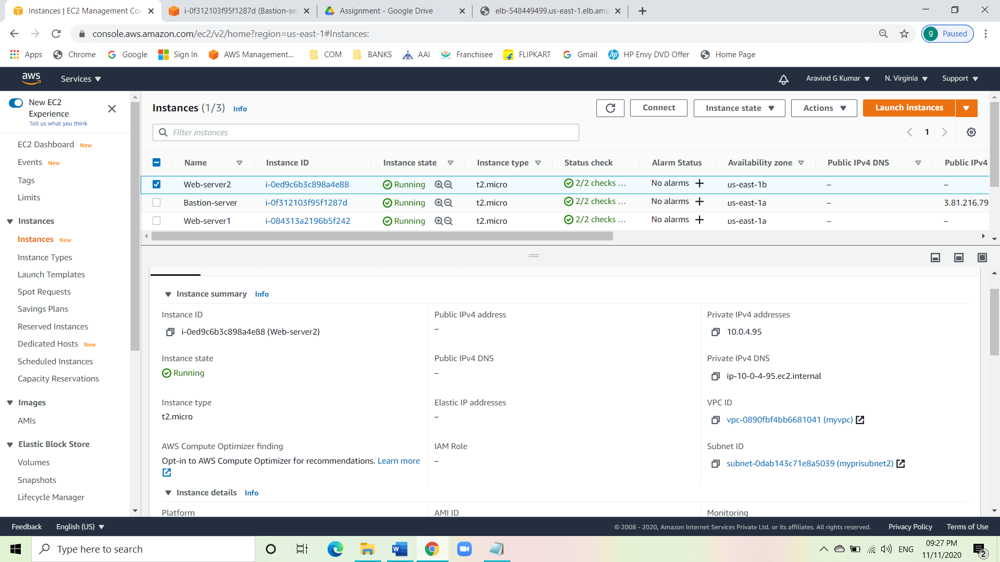 Instances | EC2 Management Con
i-0f312103f95f1287d (Bastion-ser
Assignment - Google Drive
elb-548449499.us-east-1.elb.ama
console.aws.amazon.com/ec2/v2/home?region=us-east-1#Instances:
g Paused
Apps Chrome Google Sign In AWS Management... COM BANKS AAI Franchisee FLIPKART Gmail HP Envy DVD Offer Home Page
aws Services Aravind G Kumar N. Virginia Support
New EC2
Experience
Tell us what you think
EC2 Dashboard New
Events New
Tags
Limits
Instances
Instances New
Instance Types
Launch Templates
Spot Requests
Savings Plans
Reserved Instances
Dedicated Hosts New
Scheduled Instances
Capacity Reservations
Images
AMIs
Elastic Block Store
Volumes
Snapshots
Lifecycle Manager
Instances (1/3) Info
Connect Instance state Actions Launch instances
Filter instances
1
Name Instance ID Instance state Instance type Status check Alarm Status Availability zone Public IPv4 DNS Public IPv4
Web-server2 i-0ed9c6b3c898a4e88 Running t2.micro 2/2 checks ... No alarms + us-east-1b – –
Bastion-server i-0f312103f95f1287d Running t2.micro 2/2 checks ... No alarms + us-east-1a – 3.81.216.79
Web-server1 i-084313a2196b5f242 Running t2.micro 2/2 checks ... No alarms + us-east-1a – –
Instance summary Info
Instance ID Public IPv4 address Private IPv4 addresses
i-0ed9c6b3c898a4e88 (Web-server2) – 10.0.4.95
Instance state Public IPv4 DNS Private IPv4 DNS
Running – ip-10-0-4-95.ec2.internal
Instance type Elastic IP addresses VPC ID
t2.micro – vpc-0890fbf4bb6681041 (myvpc)
AWS Compute Optimizer finding IAM Role Subnet ID
Opt-in to AWS Compute Optimizer for recommendations. Learn more – subnet-0dab143c71e8a5039 (myprisubnet2)
Instance details Info
Platform AMI ID Monitoring
Feedback English (US) © 2008 - 2020, Amazon Internet Services Private Ltd. or its affiliates. All rights reserved. Privacy Policy Terms of Use
Type here to search
ENG
09:27 PM
11/11/2020
2